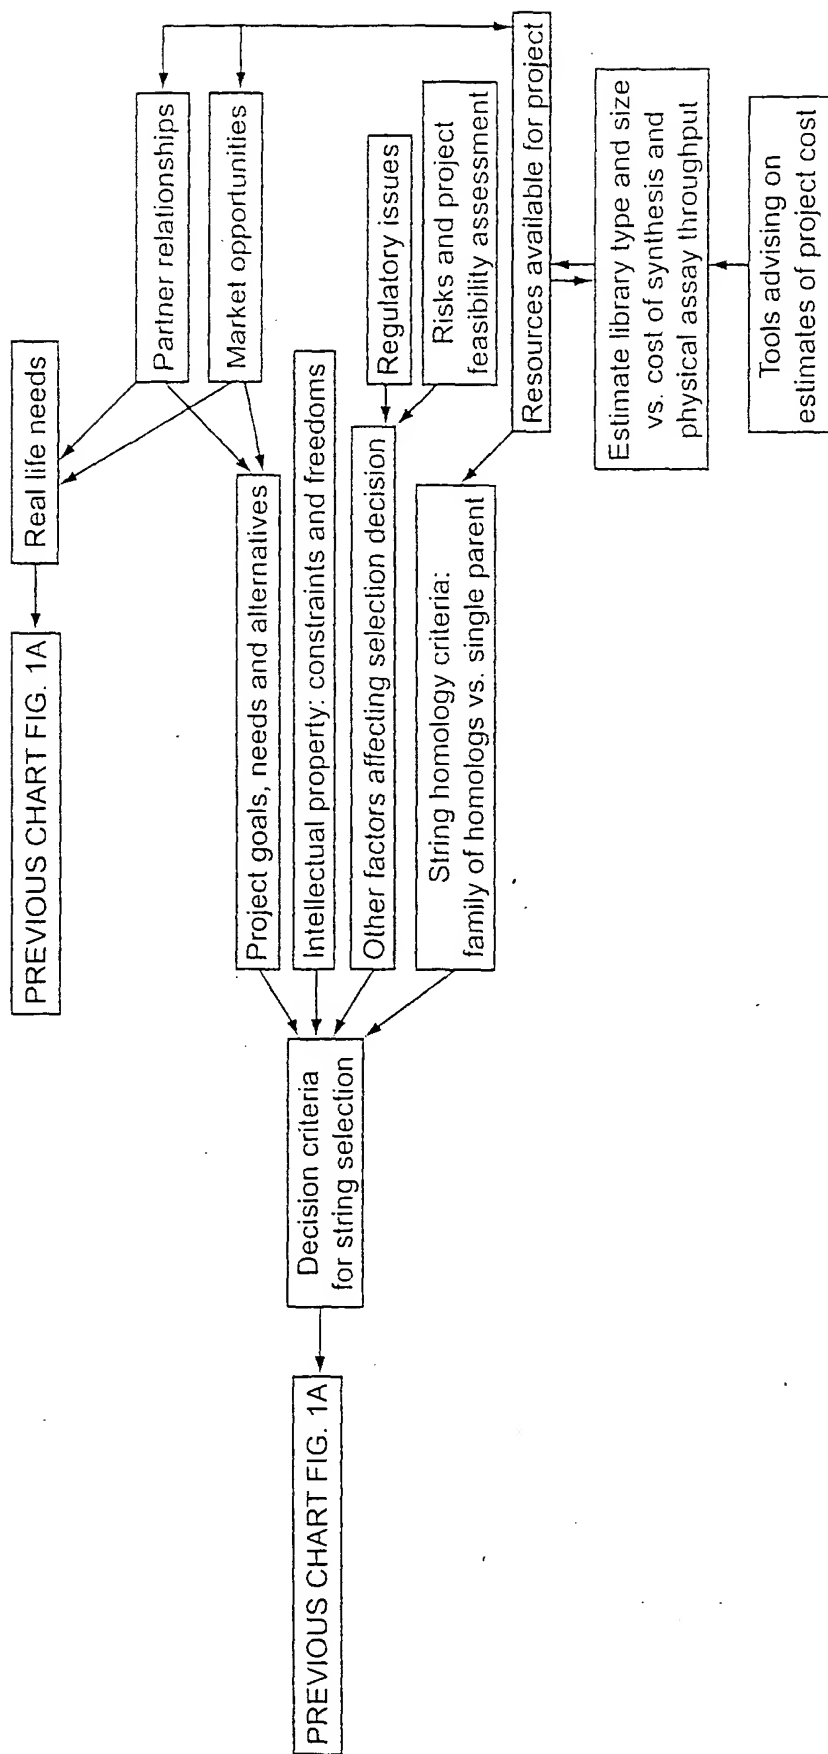 PREVIOUS CHART FIG. 1A
Real life needs
Partner relationships
Market opportunities
Project goals, needs and alternatives
Intellectual property: constraints and freedoms
Regulatory issues
Other factors affecting selection decision
Risks and project
feasibility assessment
PREVIOUS CHART FIG. 1A
Decision criteria
for string selection
String homology criteria:
family of homologs vs. single parent
Resources available for project
Estimate library type and size
vs. cost of synthesis and
physical assay throughput
Tools advising on
estimates of project cost